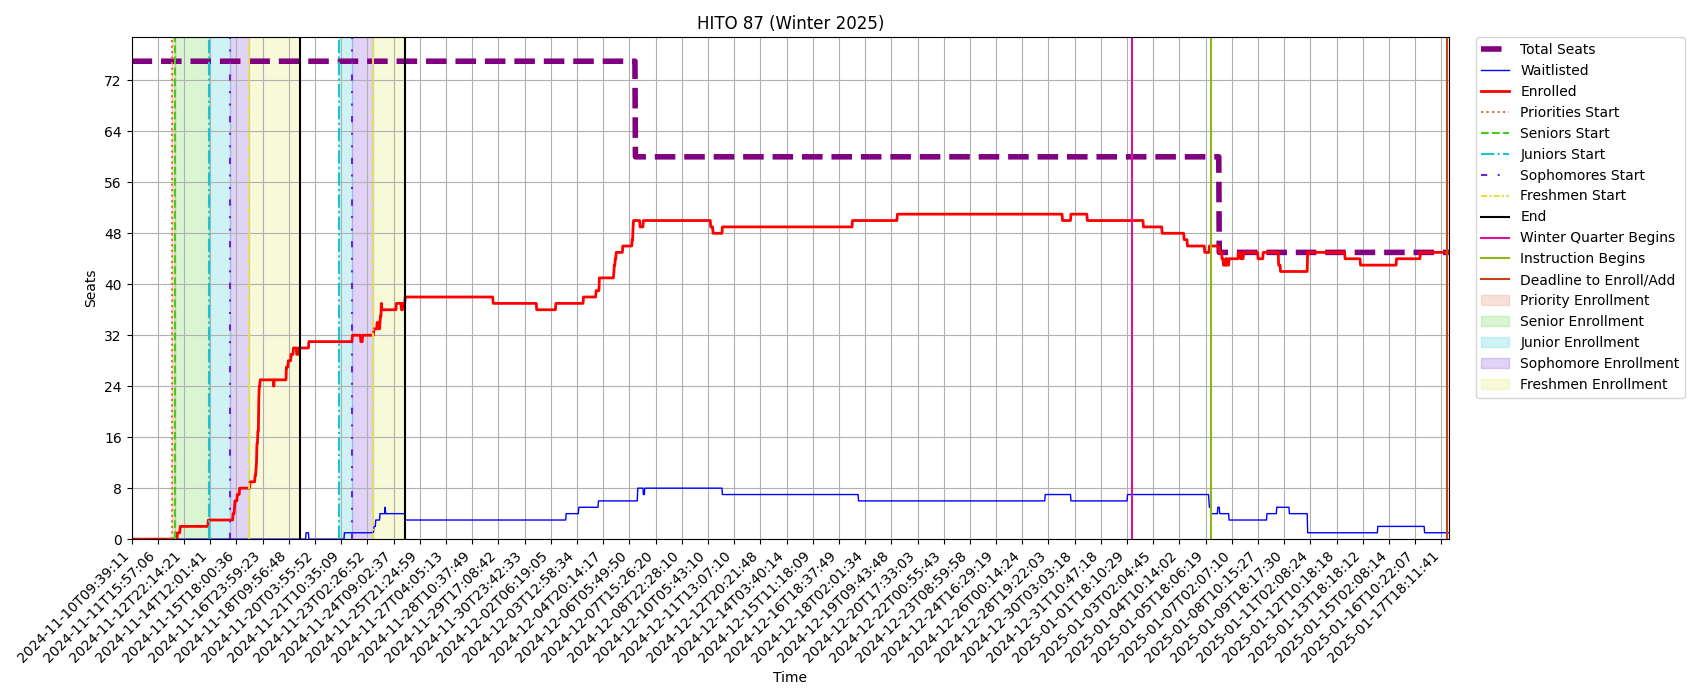 HITO 87 (Winter 2025)
Seats
72
64
56
48
40
32
24
16
8
0
2024-11-10T09:39:11
2024-11-11T15:57:06
2024-11-12T22:14:21
2024-11-14T12:01:41
2024-11-15T18:00:36
2024-11-16T23:59:23
2024-11-18T09:56:48
2024-11-20T03:55:52
2024-11-21T10:35:09
2024-11-23T02:26:52
2024-11-24T09:02:37
2024-11-25T21:24:59
2024-11-27T04:05:13
2024-11-28T10:37:49
2024-11-29T17:08:42
2024-11-30T23:42:33
2024-12-02T06:19:05
2024-12-03T12:58:34
2024-12-04T20:14:17
2024-12-06T05:49:50
2024-12-07T15:26:20
2024-12-08T22:28:10
2024-12-10T05:43:10
2024-12-11T13:07:10
2024-12-12T20:21:48
2024-12-14T03:40:14
2024-12-15T11:18:09
2024-12-16T18:37:49
2024-12-18T02:01:34
2024-12-19T09:43:48
2024-12-20T17:33:03
2024-12-22T00:55:43
2024-12-23T08:59:58
2024-12-24T16:29:19
2024-12-26T00:14:24
2024-12-28T19:22:03
2024-12-30T03:03:18
2024-12-31T10:47:18
2025-01-01T18:10:29
2025-01-03T02:04:45
2025-01-04T10:14:02
2025-01-05T18:06:19
2025-01-07T02:07:10
2025-01-08T10:15:27
2025-01-09T18:17:30
2025-01-11T02:08:24
2025-01-12T10:18:18
2025-01-13T18:18:12
2025-01-15T02:08:14
2025-01-16T10:22:07
2025-01-17T18:11:41
Time
Total Seats
Waitlisted
Enrolled
Priorities Start
Seniors Start
Juniors Start
Sophomores Start
Freshmen Start
End
Winter Quarter Begins
Instruction Begins
Deadline to Enroll/Add
Priority Enrollment
Senior Enrollment
Junior Enrollment
Sophomore Enrollment
Freshmen Enrollment